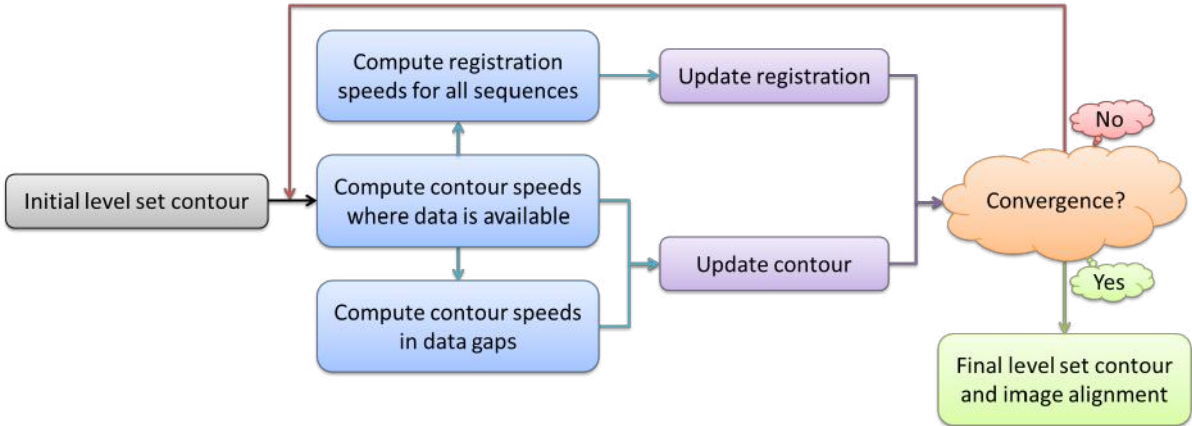 Initial level set contour
Compute registration
speeds for all sequences
Compute contour speeds
where data is available
Compute contour speeds
in data gaps
Update registration
Update contour
No
Convergence?
Yes
Final level set contour
and image alignment